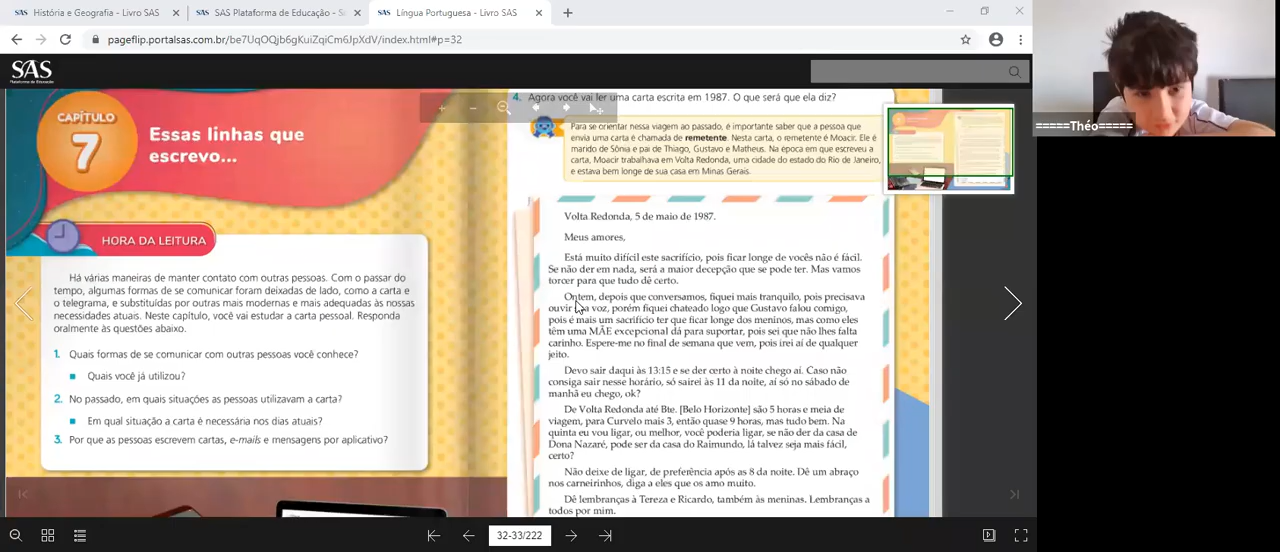 História e Geografia - Livro SAS
SAS Plataforma de Educação - S
Língua Portuguesa - Livro SAS
pageflip.portalsas.com.br/be7UqOQjb6gKuiZqiCm6JpXdV/index.html#p=32
SAS
Plataforma de Educação
=====Théo=====
CAPÍTULO
7
Essas linhas que
escrevo...
HORA DA LEITURA
Há várias maneiras de manter contato com outras pessoas. Com o passar do
tempo, algumas formas de se comunicar foram deixadas de lado, como a carta e
o telegrama, e substituídas por outras mais modernas e mais adequadas às nossas
necessidades atuais. Neste capítulo, você vai estudar a carta pessoal. Responda
oralmente às questões abaixo.
1. Quais formas de se comunicar com outras pessoas você conhece?
Quais você já utilizou?
2. No passado, em quais situações as pessoas utilizavam a carta?
Em qual situação a carta é necessária nos dias atuais?
3. Por que as pessoas escrevem cartas, e-mails e mensagens por aplicativo?
4. Agora você vai ler uma carta escrita em 1987. O que será que ela diz?
Para se orientar nessa viagem ao passado, é importante saber que a pessoa que
envia uma carta é chamada de remetente. Nesta carta, o remetente é Moacir. Ele é
marido de Sônia e pai de Thiago, Gustavo e Matheus. Na época em que escreveu a
carta, Moacir trabalhava em Volta Redonda, uma cidade do estado do Rio de Janeiro,
e estava bem longe de sua casa em Minas Gerais.
Volta Redonda, 5 de maio de 1987.
Meus amores,
Está muito difícil este sacrifício, pois ficar longe de vocês não é fácil.
Se não der em nada, será a maior decepção que se pode ter. Mas vamos
torcer para que tudo dê certo.
Ontem, depois que conversamos, fiquei mais tranquilo, pois precisava
ouvir voz, porém fiquei chateado logo que Gustavo falou comigo,
pois é mais um sacrifício ter que ficar longe dos meninos, mas como eles
têm uma MÃE excepcional dá para suportar, pois sei que não lhes falta
carinho. Espere-me no final de semana que vem, pois irei aí de qualquer
jeito.
Devo sair daqui às 13:15 e se der certo à noite chego aí. Caso não
consiga sair nesse horário, só sairei às 11 da noite, aí só no sábado de
manhã eu chego, ok?
De Volta Redonda até Bte. [Belo Horizonte] são 5 horas e meia de
viagem, para Curvelo mais 3, então quase 9 horas, mas tudo bem. Na
quinta eu vou ligar, ou melhor, você poderia ligar, se não der da casa de
Dona Nazaré, pode ser da casa do Raimundo, lá talvez seja mais fácil,
certo?
Não deixe de ligar, de preferência após as 8 da noite. Dê um abraço
nos carneirinhos, diga a eles que os amo muito.
Dê lembranças à Tereza e Ricardo, também às meninas. Lembranças a
todos por mim.
32-33/222